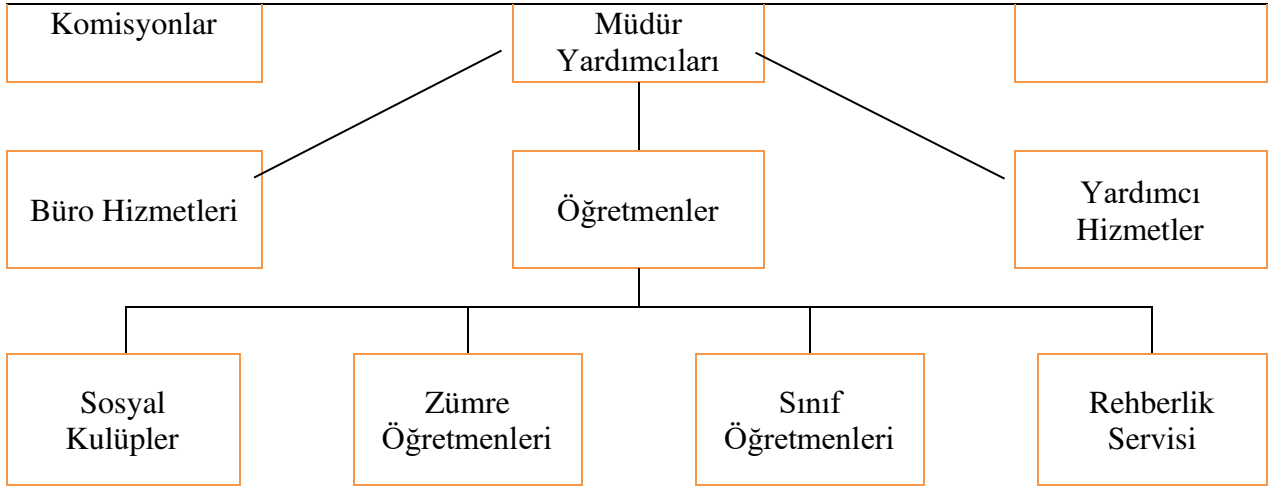 Komisyonlar
Müdür
Yardımcıları
Büro Hizmetleri
Öğretmenler
Yardımcı
Hizmetler
Sosyal
Kulüpler
Zümre
Öğretmenleri
Sınıf
Öğretmenleri
Rehberlik
Servisi